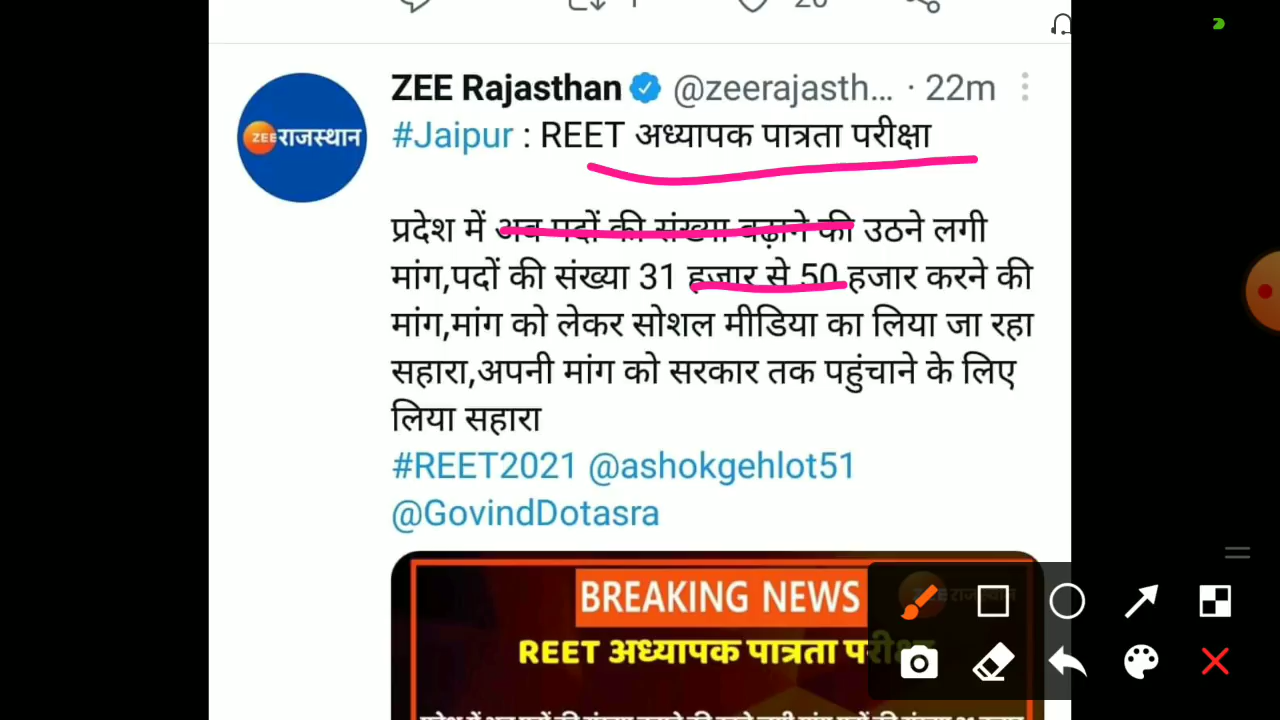 ZEE Rajasthan @zeerajasth... · 22m
ZEE राजस्थान
#Jaipur : REET अध्यापक पात्रता परीक्षा
प्रदेश में अब पदों की संख्या बढ़ाने की उठने लगी
मांग,पदों की संख्या 31 हजार से 50 हजार करने की
मांग,मांग को लेकर सोशल मीडिया का लिया जा रहा
सहारा,अपनी मांग को सरकार तक पहुंचाने के लिए
लिया सहारा
#REET2021 @ashokgehlot51
@GovindDotasra
BREAKING NEWS
REET अध्यापक पात्रता परीक्षा